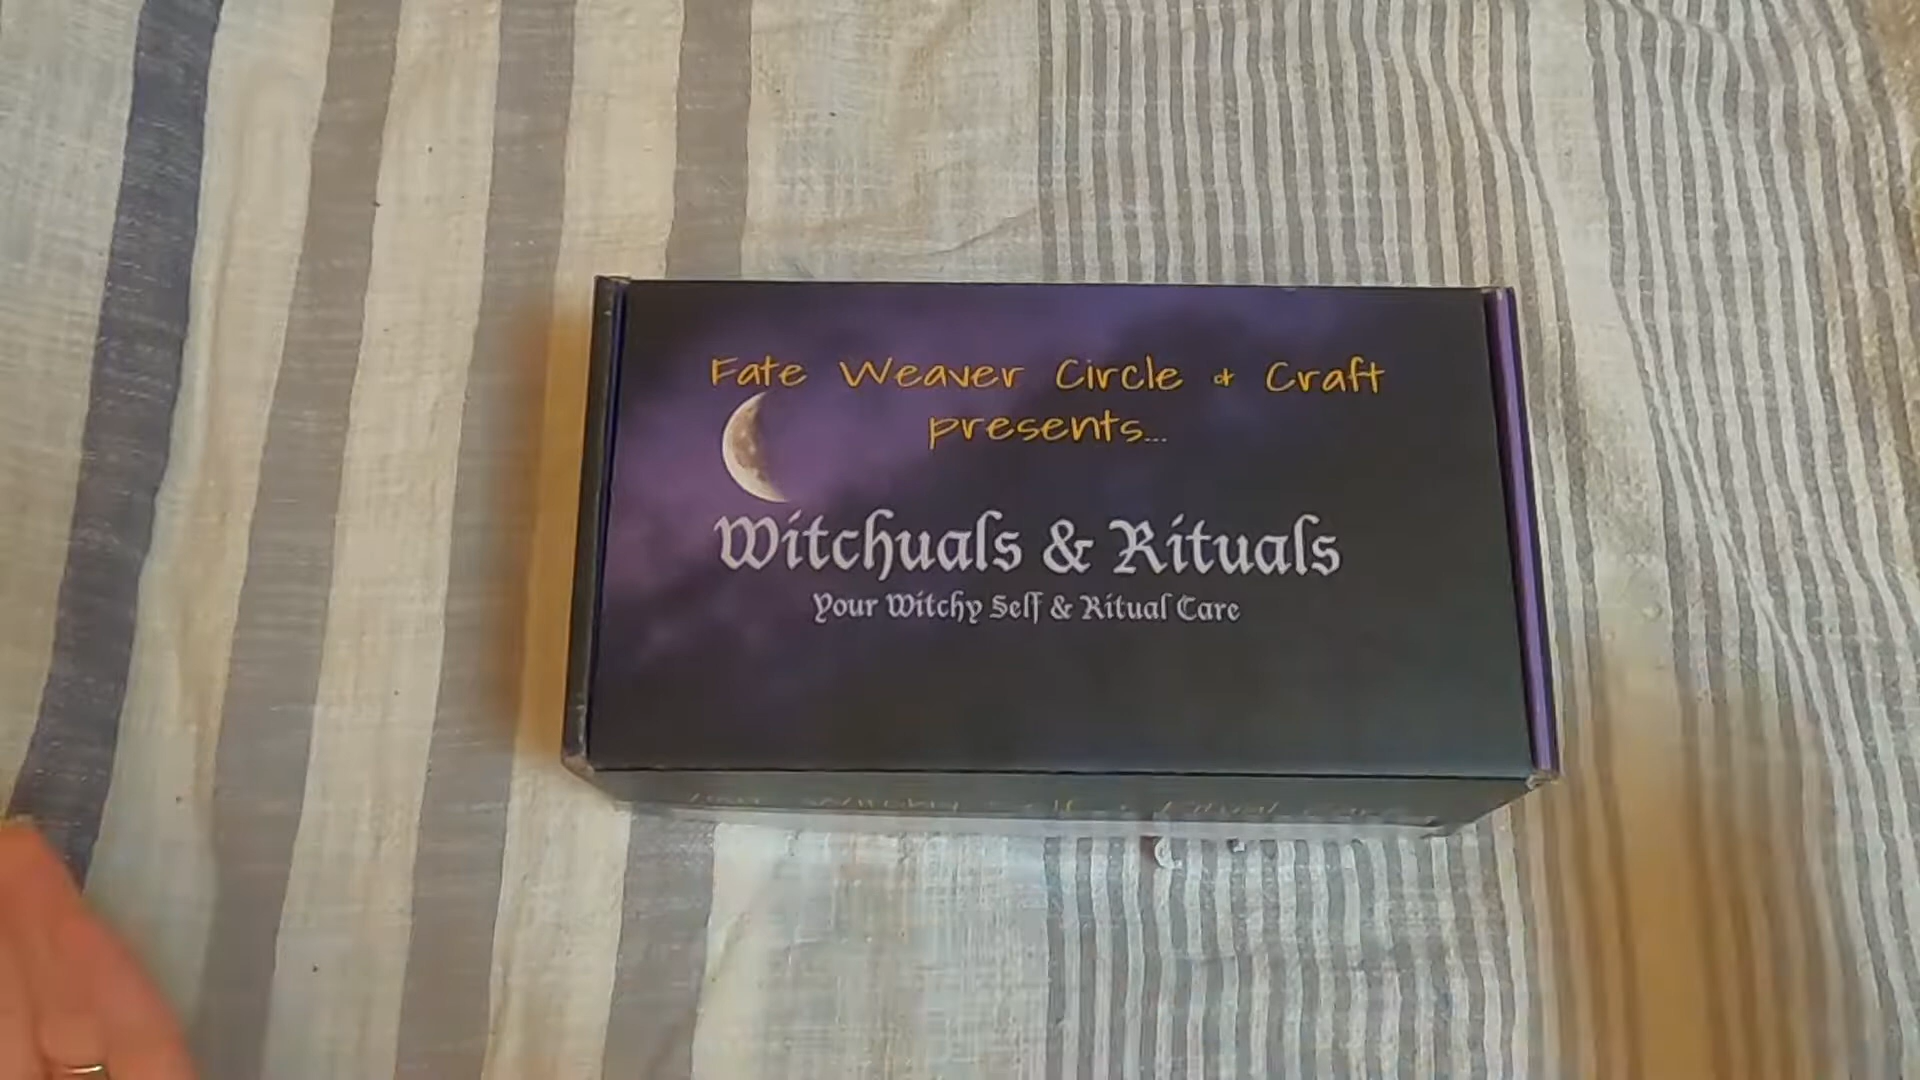 Fate Weaver Circle & Craft
presents...
Witchuals & Rituals
Your Witchy Self & Ritual Care